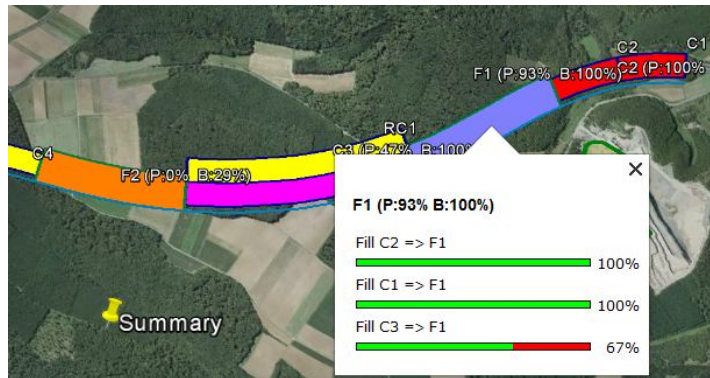 C2
C1
F1 (P:93% B:100%)
C2 (P:100%
RC1
C3 (P:47% B:100%
C4
F2 (P:0% B:29%)
F1 (P:93% B:100%)
Fill C2 => F1
100%
Fill C1 => F1
100%
Fill C3 => F1
67%
Summary